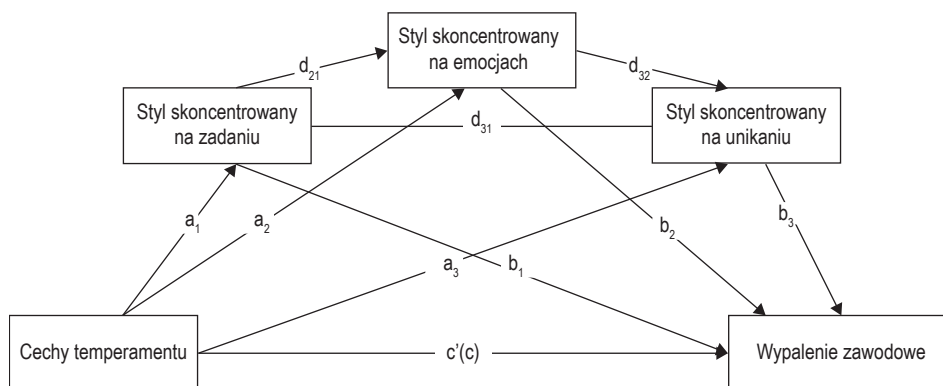 Styl skoncentrowany
na emocjach
d21
d32
Styl skoncentrowany
na zadaniu
d31
Styl skoncentrowany
na unikaniu
a1
a2
a3
b1
b2
b3
Cechy temperamentu
c'(c)
Wypalenie zawodowe